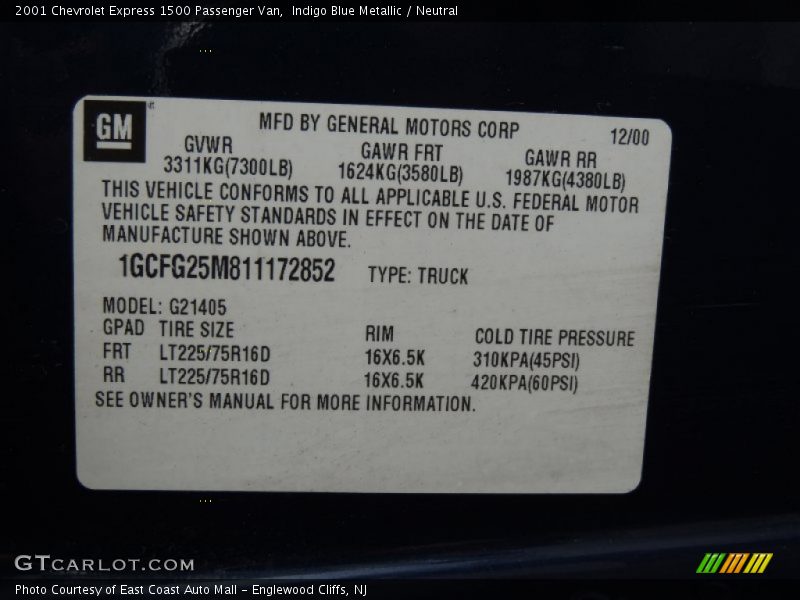 2001 Chevrolet Express 1500 Passenger Van,  Indigo Blue Metallic / Neutral
GM
MFD BY GENERAL MOTORS CORP 12/00
GVWR GAWR FRT GAWR RR
3311KG(7300LB) 1624KG(3580LB) 1987KG(4380LB)
THIS VEHICLE CONFORMS TO ALL APPLICABLE U.S. FEDERAL MOTOR
VEHICLE SAFETY STANDARDS IN EFFECT ON THE DATE OF
MANUFACTURE SHOWN ABOVE.
1GCFG25M811172852 TYPE: TRUCK
MODEL: G21405
GPAD TIRE SIZE RIM COLD TIRE PRESSURE
FRT LT225/75R16D 16X6.5K 310KPA(45PSI)
RR LT225/75R16D 16X6.5K 420KPA(60PSI)
SEE OWNER'S MANUAL FOR MORE INFORMATION.
GTCARLOT.COM
Photo Courtesy of East Coast Auto Mall - Englewood Cliffs, NJ